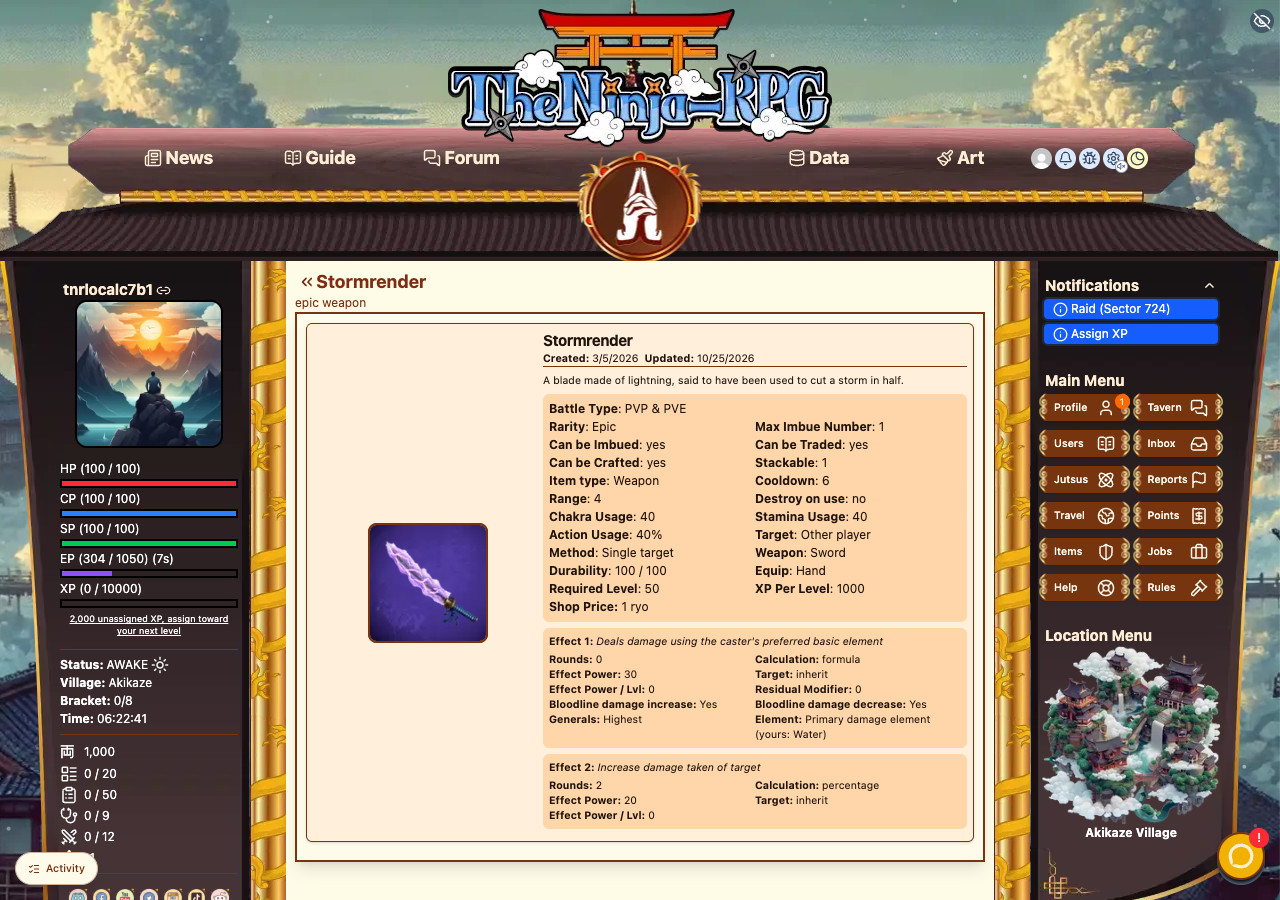 TheNinja-RPG
News
Guide
Forum
Data
Art
tnrlocalc7b1
HP (100 / 100)
CP (100 / 100)
SP (100 / 100)
EP (304 / 1050) (7s)
XP (0 / 10000)
2,000 unassigned XP, assign toward
your next level
Status: AWAKE
Village: Akikaze
Bracket: 0/8
Time: 06:22:41
両 1,000
0 / 20
0 / 50
0 / 9
0 / 12
Activity
Stormrender
epic weapon
Stormrender
Created: 3/5/2026 Updated: 10/25/2026
A blade made of lightning, said to have been used to cut a storm in half.
Battle Type: PVP & PVE
Rarity: Epic
Max Imbue Number: 1
Can be Imbued: yes
Can be Traded: yes
Can be Crafted: yes
Stackable: 1
Item type: Weapon
Cooldown: 6
Range: 4
Destroy on use: no
Chakra Usage: 40
Stamina Usage: 40
Action Usage: 40%
Target: Other player
Method: Single target
Weapon: Sword
Durability: 100 / 100
Equip: Hand
Required Level: 50
XP Per Level: 1000
Shop Price: 1 ryo
Effect 1: Deals damage using the caster's preferred basic element
Rounds: 0
Calculation: formula
Effect Power: 30
Target: inherit
Effect Power / Lvl: 0
Residual Modifier: 0
Bloodline damage increase: Yes
Bloodline damage decrease: Yes
Generals: Highest
Element: Primary damage element
(yours: Water)
Effect 2: Increase damage taken of target
Rounds: 2
Calculation: percentage
Effect Power: 20
Target: inherit
Effect Power / Lvl: 0
Notifications
Raid (Sector 724)
Assign XP
Main Menu
Profile
1
Tavern
Users
Inbox
Jutsus
Reports
Travel
Points
Items
Jobs
Help
Rules
Location Menu
Akikaze Village
!